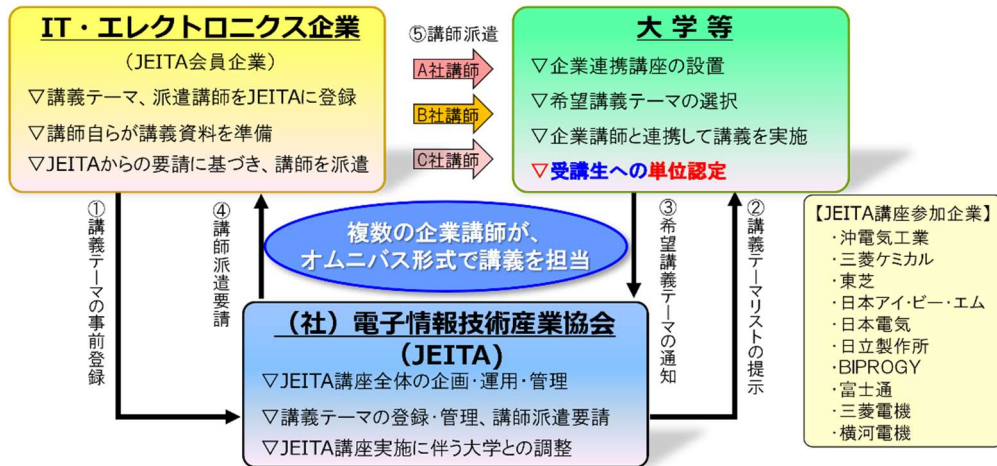 IT・エレクトロニクス企業
（JEITA会員企業）
▽講義テーマ、派遣講師をJEITAに登録
▽講師自らが講義資料を準備
▽JEITAからの要請に基づき、講師を派遣
⑤講師派遣
A社講師
B社講師
C社講師
大 学 等
▽企業連携講座の設置
▽希望講義テーマの選択
▽企業講師と連携して講義を実施
▽受講生への単位認定
①講義テーマの事前登録
④講師派遣要請
複数の企業講師が、
オムニバス形式で講義を担当
③希望講義テーマの通知
②講義テーマリストの提示
（社）電子情報技術産業協会
（JEITA)
▽JEITA講座全体の企画・運用・管理
▽講義テーマの登録・管理、講師派遣要請
▽JEITA講座実施に伴う大学との調整
【JEITA講座参加企業】
・沖電気工業
・三菱ケミカル
・東芝
・日本アイ・ビー・エム
・日本電気
・日立製作所
・BIPROGY
・富士通
・三菱電機
・横河電機